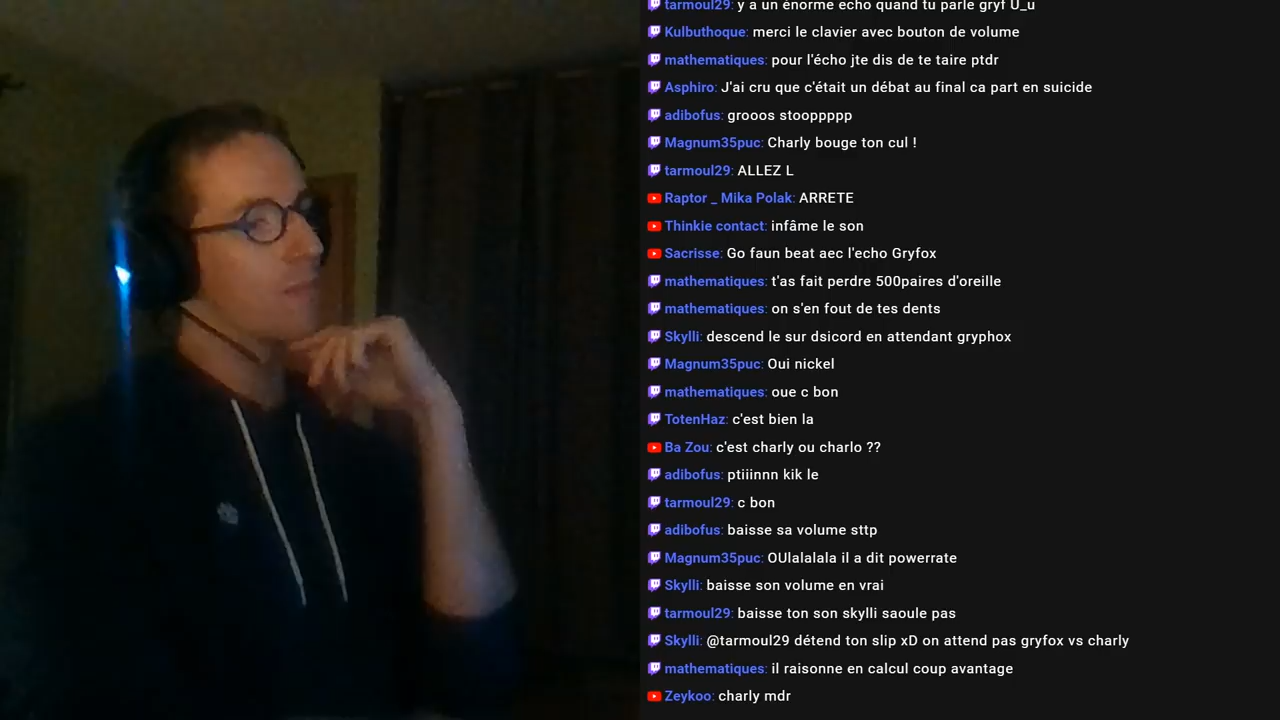 tarmoul29: y a un énorme echo quand tu parle gryf U_u
Kulbuthoque: merci le clavier avec bouton de volume
mathematiques: pour l'écho jte dis de te taire ptdr
Asphiro: J'ai cru que c'était un débat au final ca part en suicide
adibofus: grooos stooppppp
Magnum35puc: Charly bouge ton cul !
tarmoul29: ALLEZ L
Raptor _ Mika Polak: ARRETE
Thinkie contact: infâme le son
Sacrisse: Go faun beat aec l'echo Gryfox
mathematiques: t'as fait perdre 500paires d'oreille
mathematiques: on s'en fout de tes dents
Skylli: descend le sur dsicord en attendant gryphox
Magnum35puc: Oui nickel
mathematiques: oue c bon
TotenHaz: c'est bien la
Ba Zou: c'est charly ou charlo ??
adibofus: ptiiinnn kik le
tarmoul29: c bon
adibofus: baisse sa volume sttp
Magnum35puc: OUlalalala il a dit powerrate
Skylli: baisse son volume en vrai
tarmoul29: baisse ton son skylli saoule pas
Skylli: @tarmoul29 détend ton slip xD on attend pas gryfox vs charly
mathematiques: il raisonne en calcul coup avantage
Zeykoo: charly mdr